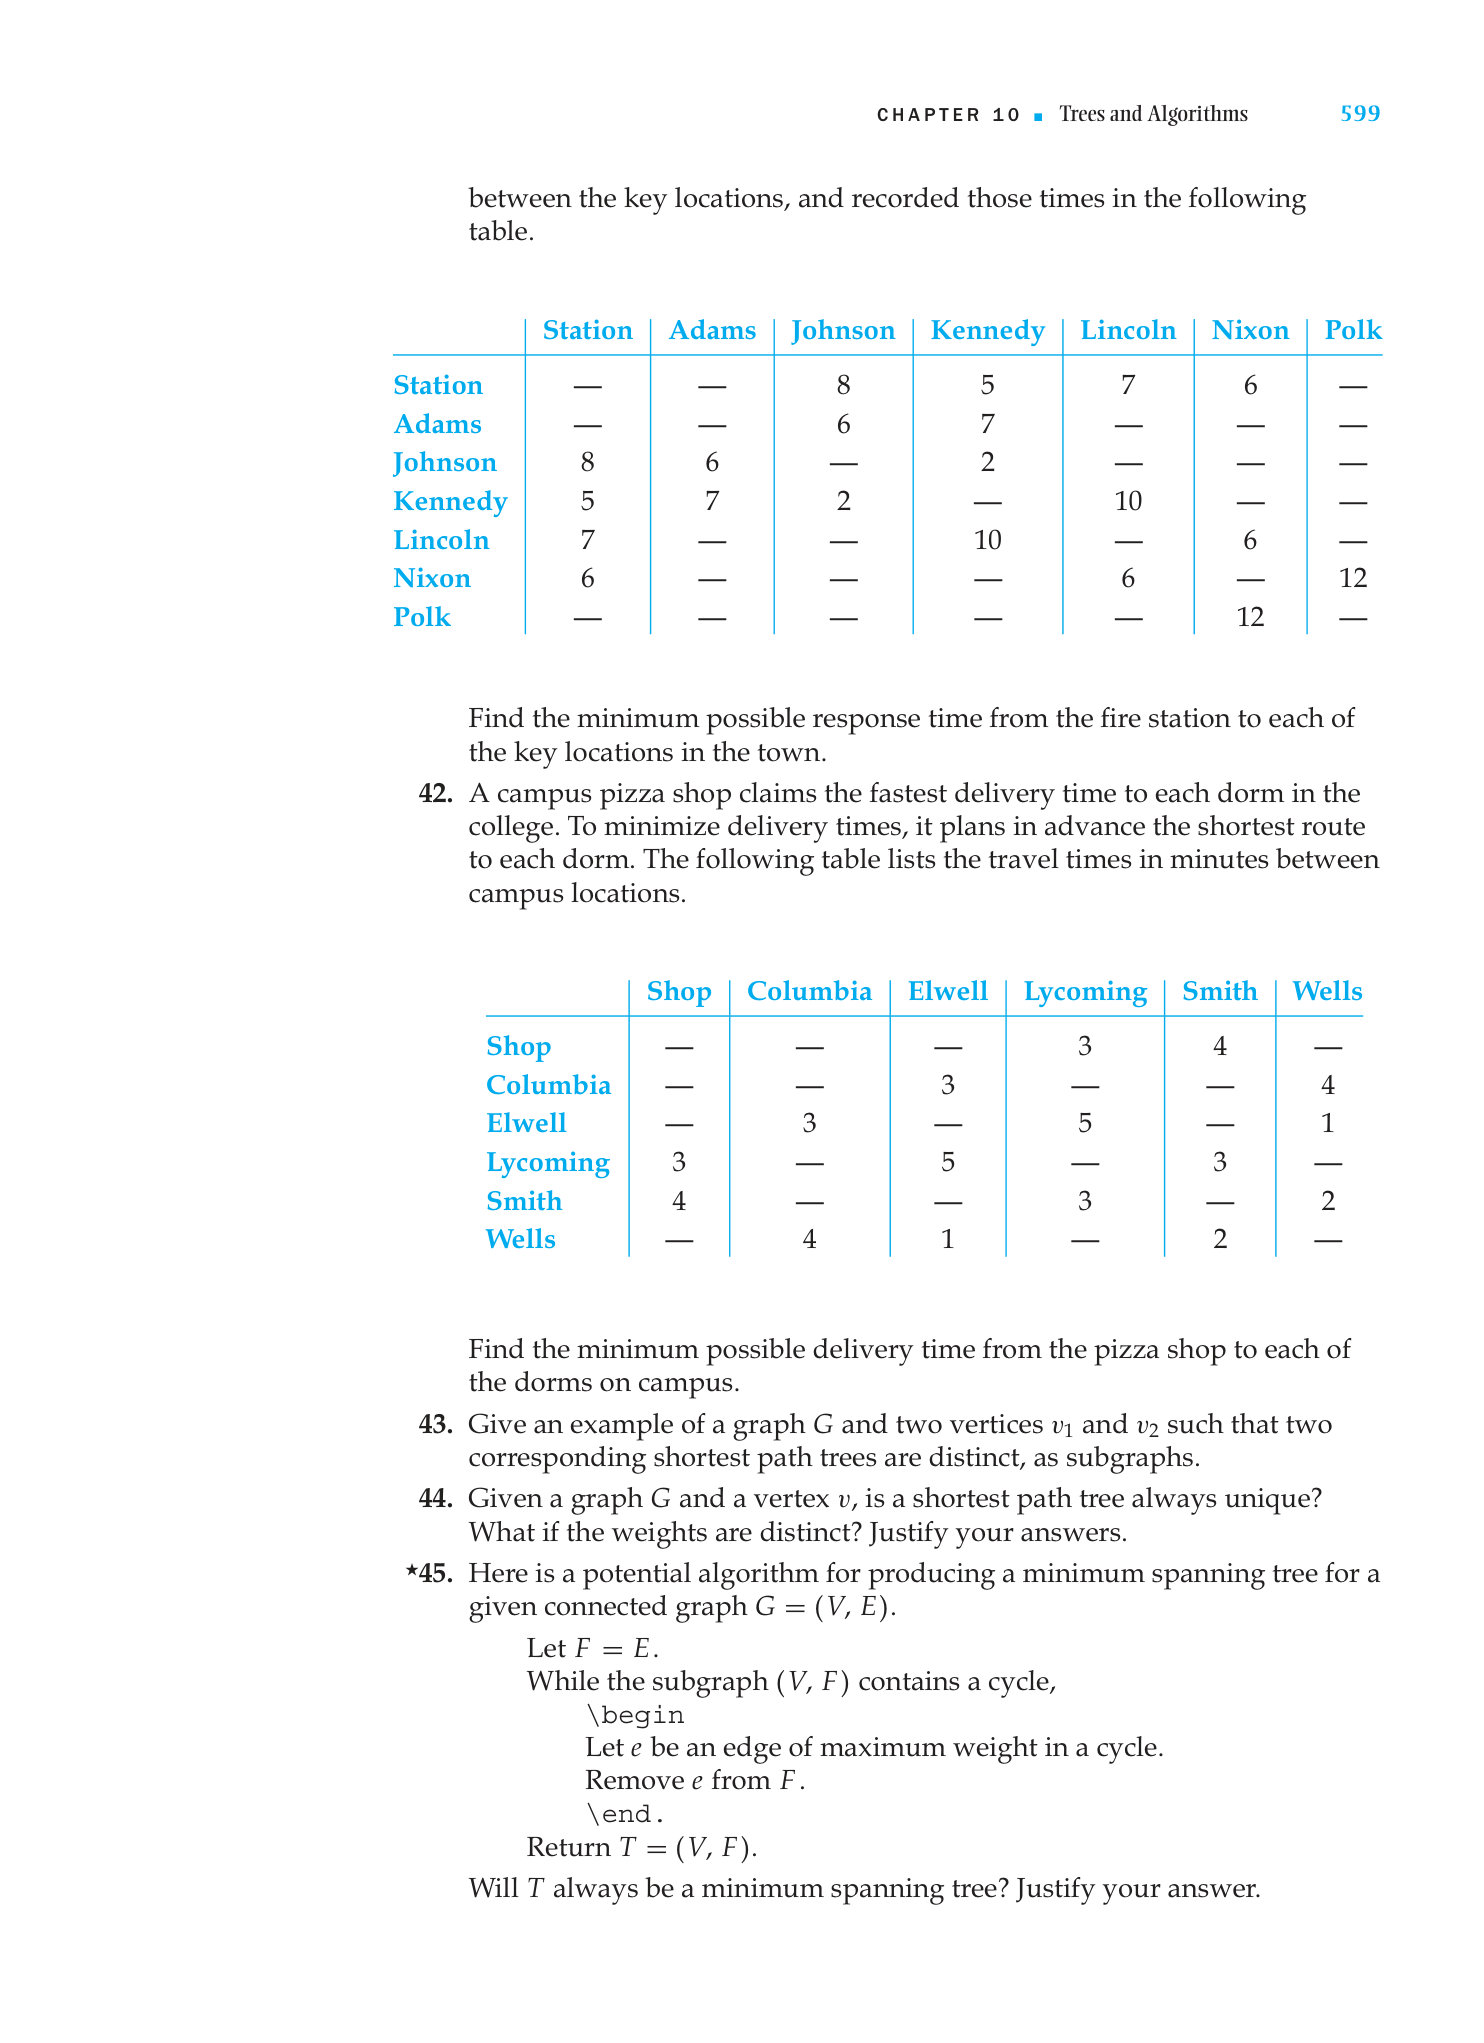 CHAPTER 10 ■ Trees and Algorithms 599
between the key locations, and recorded those times in the following
table.
Station Adams Johnson Kennedy Lincoln Nixon Polk
Station — — 8 5 7 6 —
Adams — — 6 7 — — —
Johnson 8 6 — 2 — — —
Kennedy 5 7 2 — 10 — —
Lincoln 7 — — 10 — 6 —
Nixon 6 — — — 6 — 12
Polk — — — — — 12 —
Find the minimum possible response time from the fire station to each of
the key locations in the town.
42. A campus pizza shop claims the fastest delivery time to each dorm in the
college. To minimize delivery times, it plans in advance the shortest route
to each dorm. The following table lists the travel times in minutes between
campus locations.
Shop Columbia Elwell Lycoming Smith Wells
Shop — — — 3 4 —
Columbia — — 3 — — 4
Elwell — 3 — 5 — 1
Lycoming 3 — 5 — 3 —
Smith 4 — — 3 — 2
Wells — 4 1 — 2 —
Find the minimum possible delivery time from the pizza shop to each of
the dorms on campus.
43. Give an example of a graph G and two vertices v₁ and v₂ such that two
corresponding shortest path trees are distinct, as subgraphs.
44. Given a graph G and a vertex v, is a shortest path tree always unique?
What if the weights are distinct? Justify your answers.
★45. Here is a potential algorithm for producing a minimum spanning tree for a
given connected graph G = (V, E).
Let F = E.
While the subgraph (V, F) contains a cycle,
\begin
Let e be an edge of maximum weight in a cycle.
Remove e from F.
\end.
Return T = (V, F).
Will T always be a minimum spanning tree? Justify your answer.